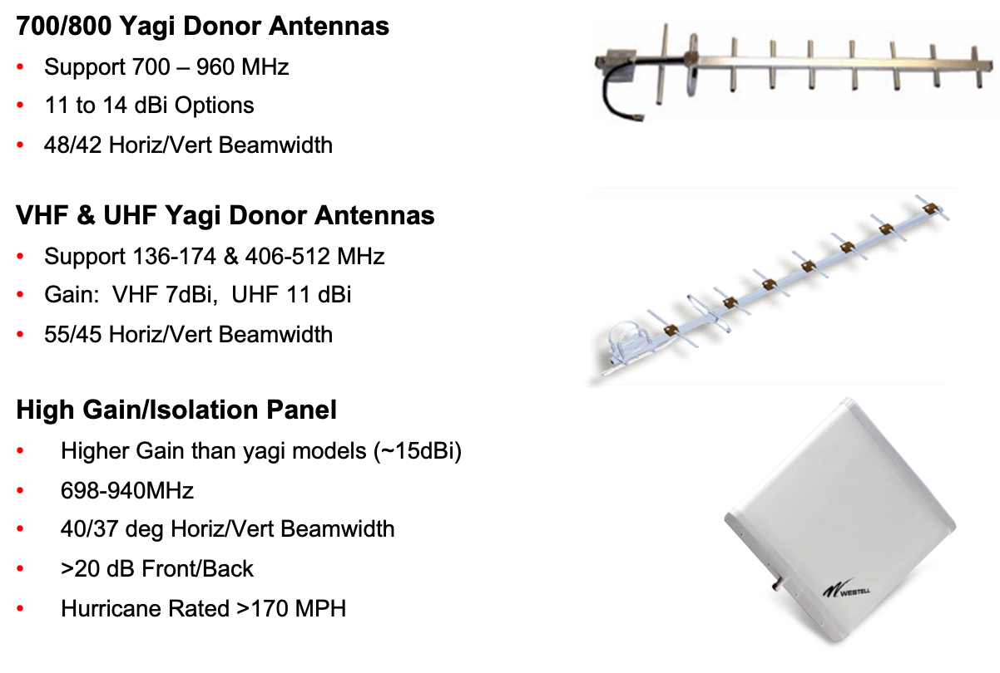 700/800 Yagi Donor Antennas
• Support 700 – 960 MHz
• 11 to 14 dBi Options
• 48/42 Horiz/Vert Beamwidth
VHF & UHF Yagi Donor Antennas
• Support 136-174 & 406-512 MHz
• Gain:  VHF 7dBi,  UHF 11 dBi
• 55/45 Horiz/Vert Beamwidth
High Gain/Isolation Panel
• Higher Gain than yagi models (~15dBi)
• 698-940MHz
• 40/37 deg Horiz/Vert Beamwidth
• >20 dB Front/Back
• Hurricane Rated >170 MPH
WESTELL